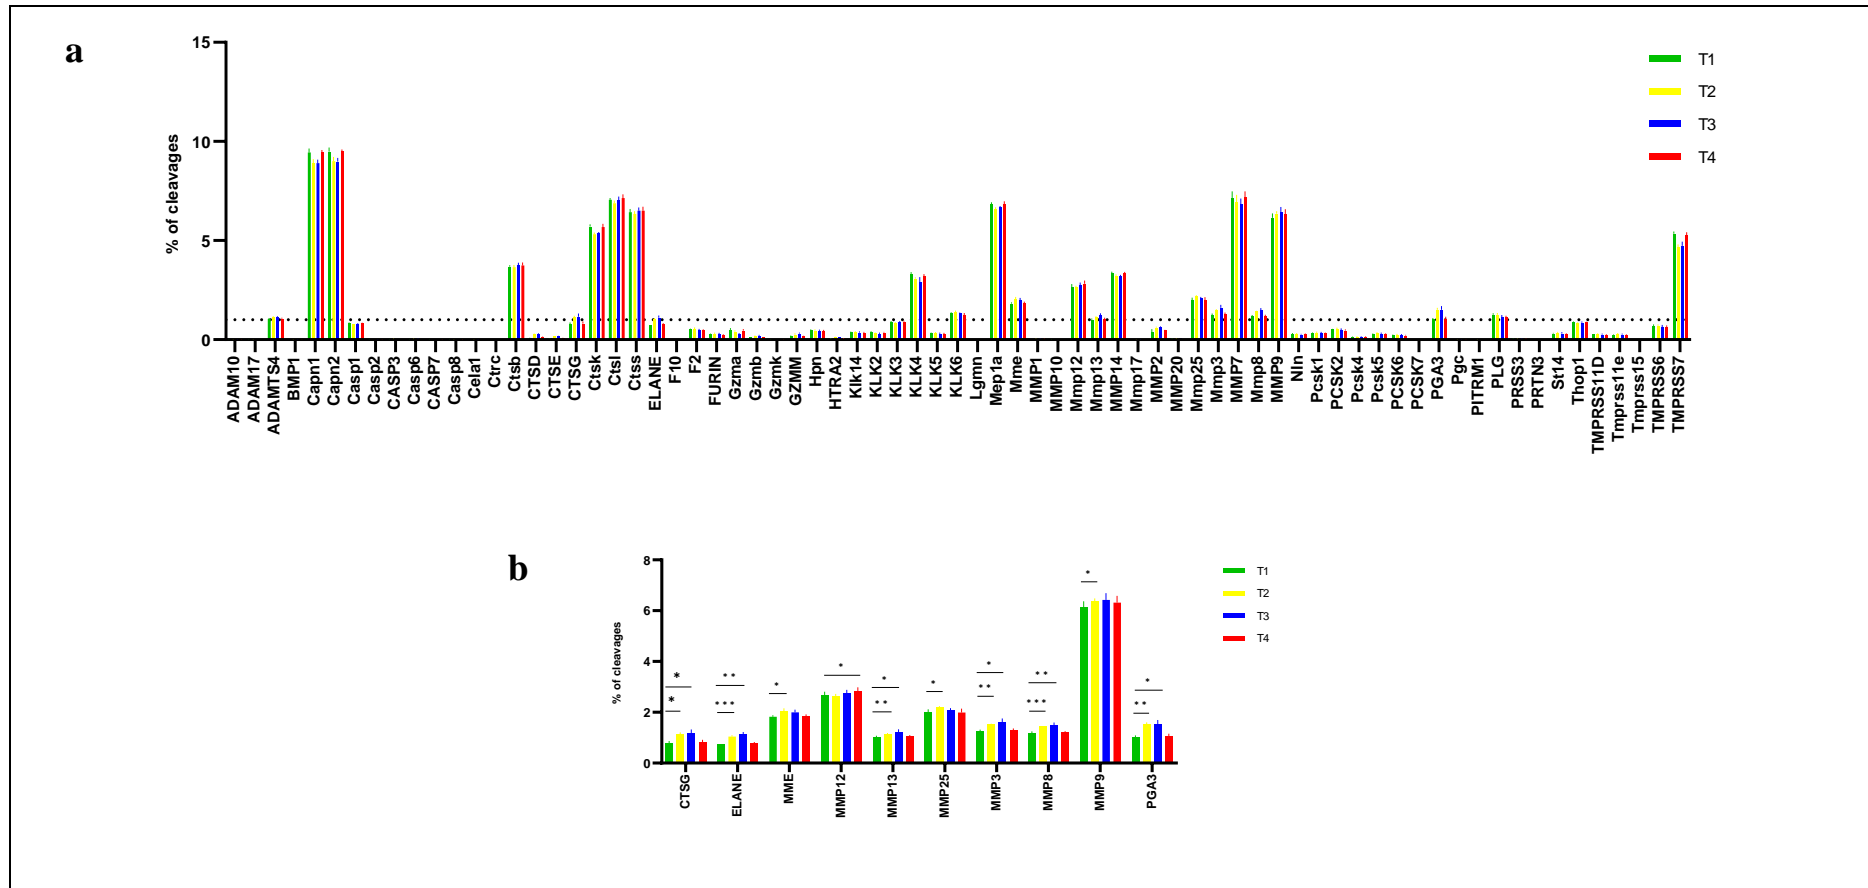 a
15
10
5
0
% of cleavages
T1
T2
T3
T4
ADAM10
ADAM17
ADAMTS4
BMP1
Capn1
Capn2
Casp1
Casp2
CASP3
Casp6
CASP7
Casp8
Cela1
Ctrc
Ctsb
CTSD
CTSE
CTSG
Ctsk
Ctsl
Ctss
ELANE
F10
F2
FURIN
Gzma
Gzmb
Gzmk
GZMM
Hpn
HTRA2
Klk14
KLK2
KLK3
KLK4
KLK5
KLK6
Lgmn
Mep1a
Mme
MMP1
MMP10
Mmp12
Mmp13
MMP14
Mmp17
MMP2
MMP20
Mmp25
Mmp3
MMP7
Mmp8
MMP9
Nln
Pcsk1
PCSK2
Pcsk4
Pcsk5
PCSK6
PCSK7
PGA3
Pgc
PITRM1
PLG
PRSS3
PRTN3
St14
Thop1
TMPRSS11D
Tmprss11e
Tmprss15
TMPRSS6
TMPRSS7
b
8
6
4
2
0
% of cleavages
T1
T2
T3
T4
*
*
**
***
*
*
*
**
*
*
**
**
***
*
*
**
CTSG
ELANE
MME
MMP12
MMP13
MMP25
MMP3
MMP8
MMP9
PGA3